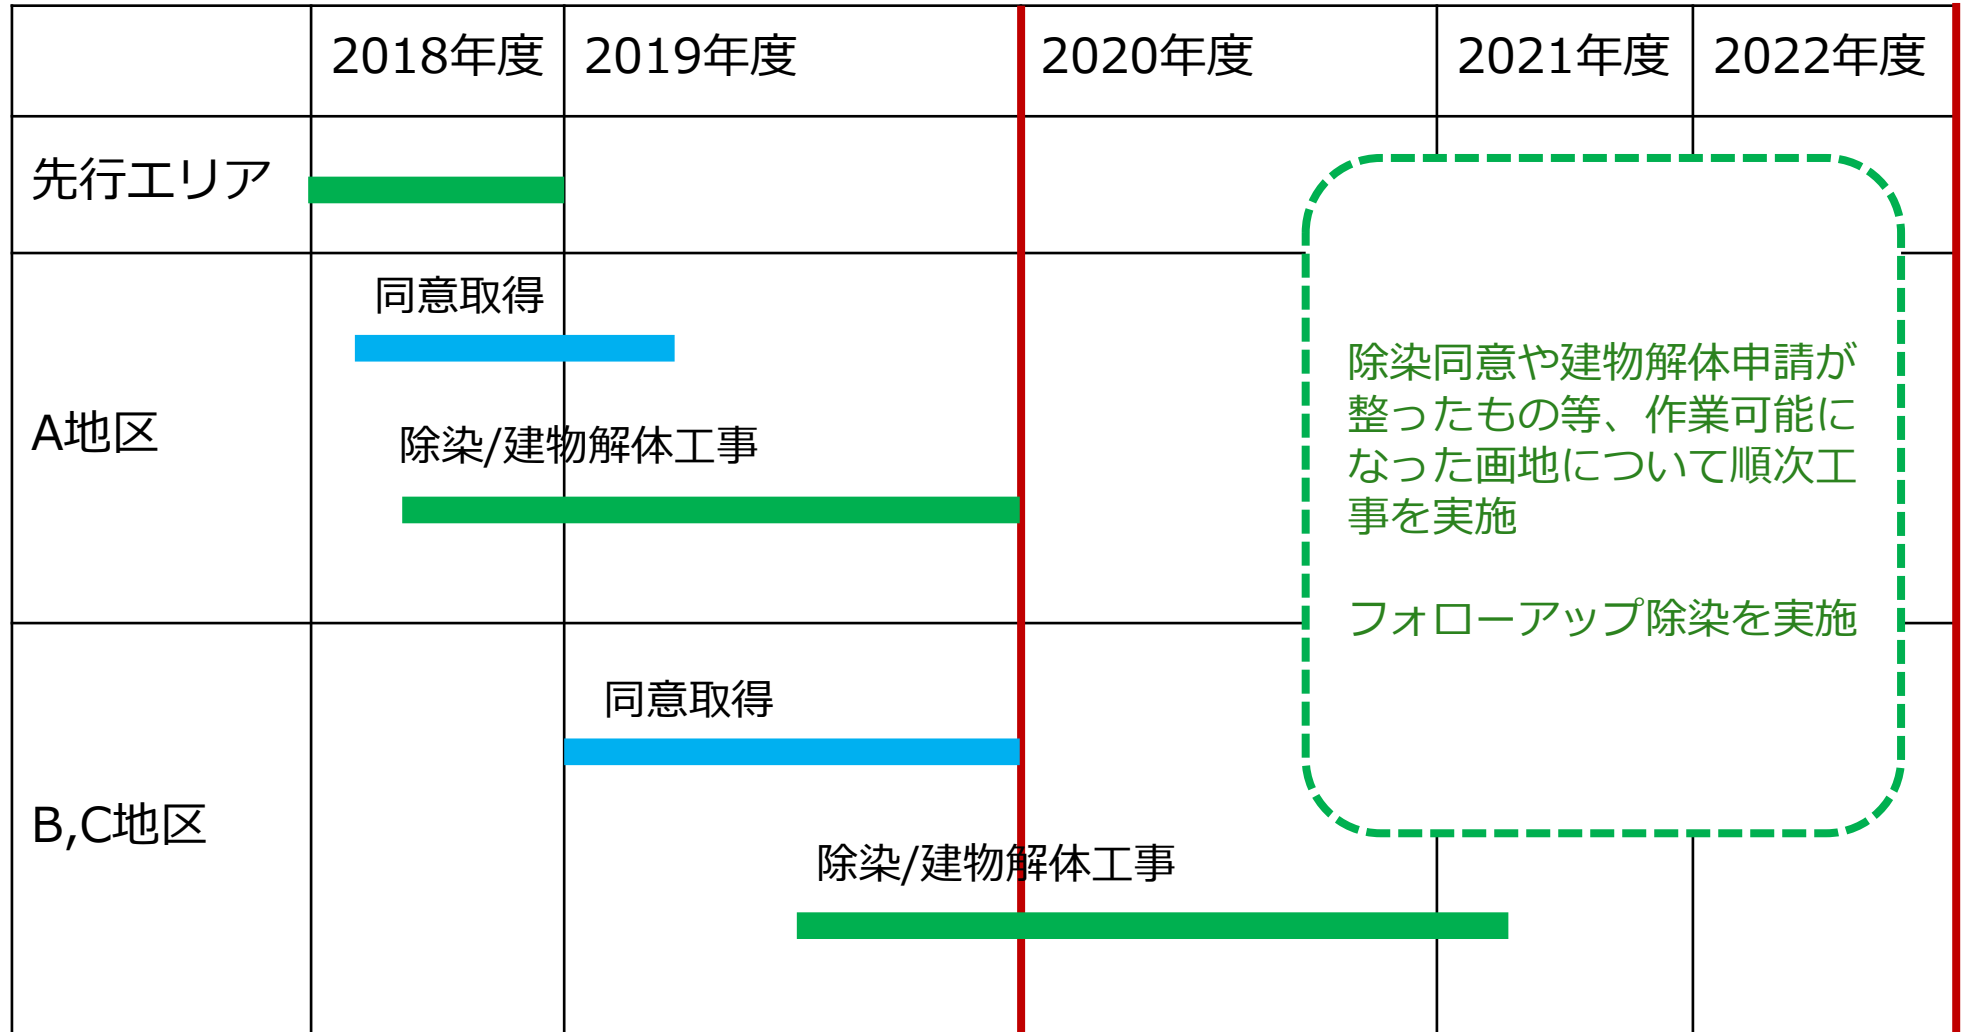 2018年度
2019年度
2020年度
2021年度
2022年度
先行エリア
A地区
同意取得
除染/建物解体工事
B,C地区
同意取得
除染/建物解体工事
除染同意や建物解体申請が
整ったもの等、作業可能に
なった画地について順次工
事を実施
フォローアップ除染を実施